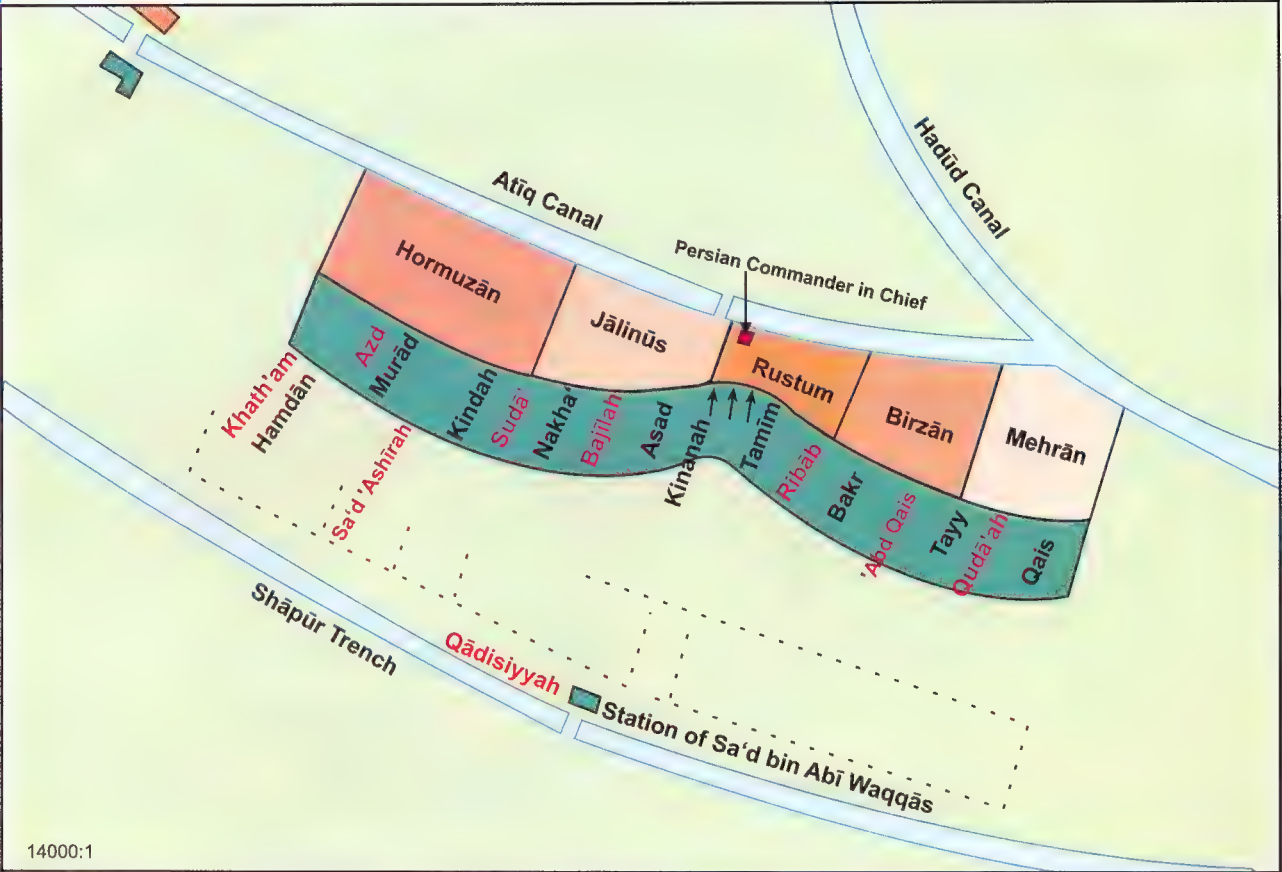 Hadūd Canal
Atīq Canal
Persian Commander in Chief
Hormuzān
Jālinūs
Rustum
Birzān
Mehrān
Khath'am
Hamdān
Azd
Murād
Sa'd 'Ashīrah
Kindah
Sudā'
Nakha'
Bajīlah
Asad
Kinanah
Tamim
Ribāb
Bakr
'Abd Qais
Tayy
Qudā'ah
Qais
Shāpūr Trench
Qādisiyyah
Station of Sa'd bin Abī Waqqās
14000:1